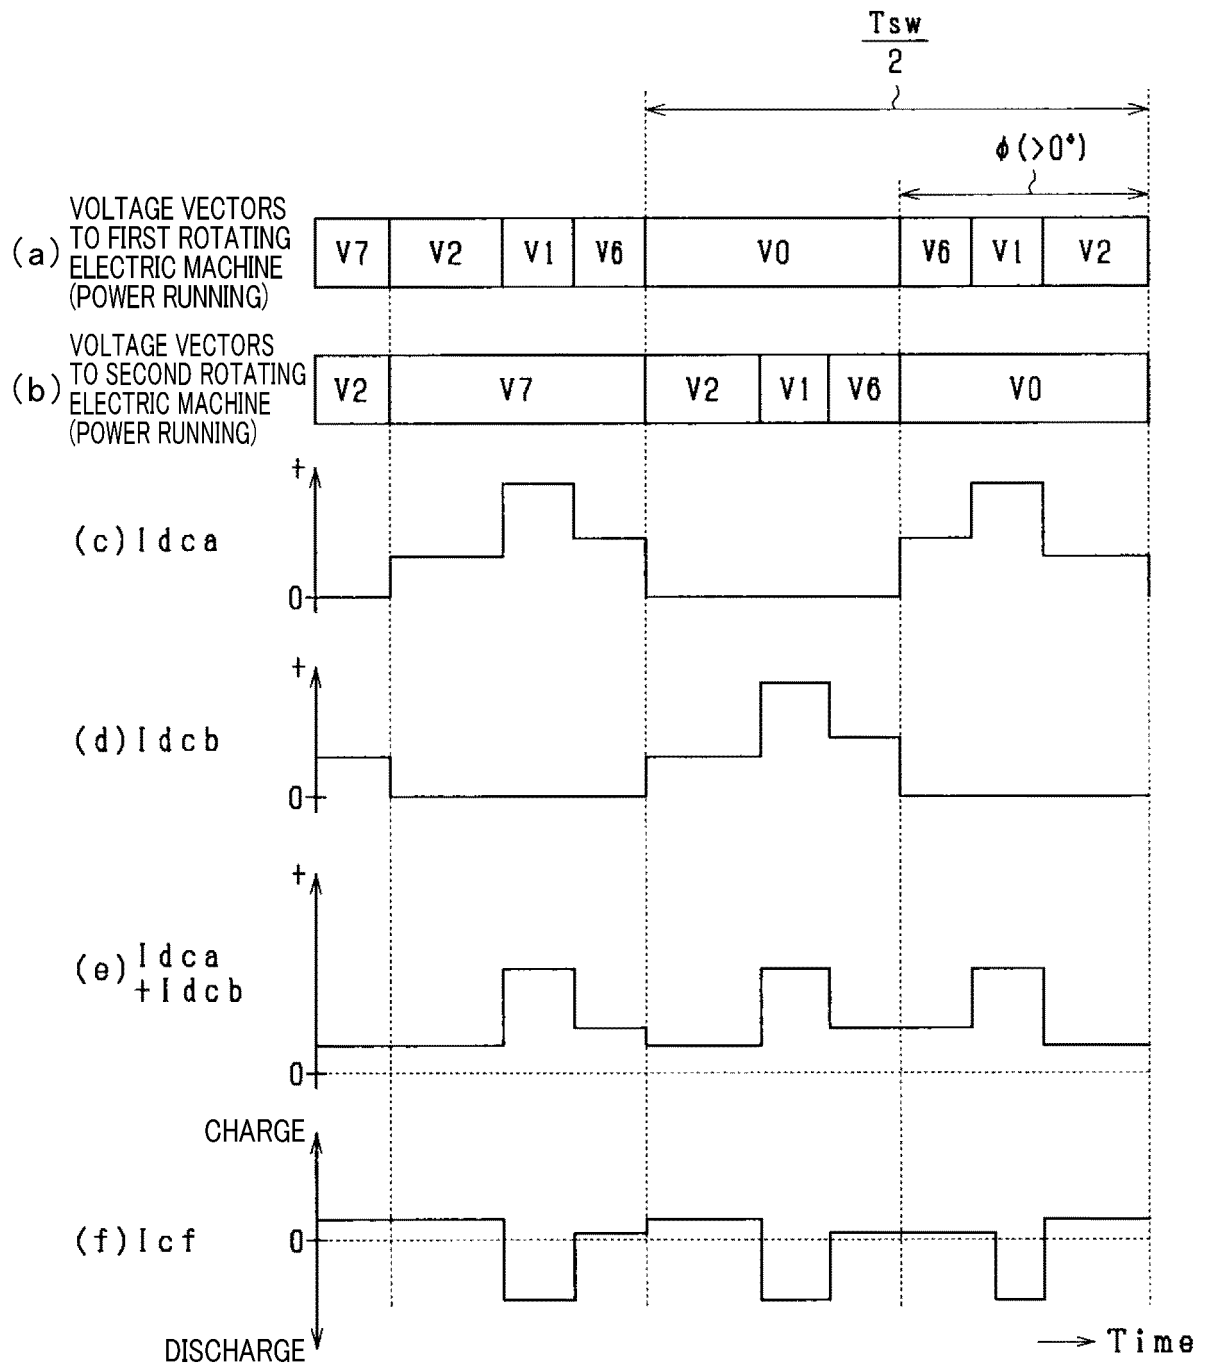 Tsw
2
ϕ(>0°)
(a) VOLTAGE VECTORS
TO FIRST ROTATING
ELECTRIC MACHINE
(POWER RUNNING)
V7 V2 V1 V6 V0 V6 V1 V2
(b) VOLTAGE VECTORS
TO SECOND ROTATING
ELECTRIC MACHINE
(POWER RUNNING)
V2 V7 V2 V1 V6 V0
+
(c) Idca
0
+
(d) Idcb
0
+
(e) Idca
+Idcb
0
CHARGE
(f) Icf
0
DISCHARGE
Time